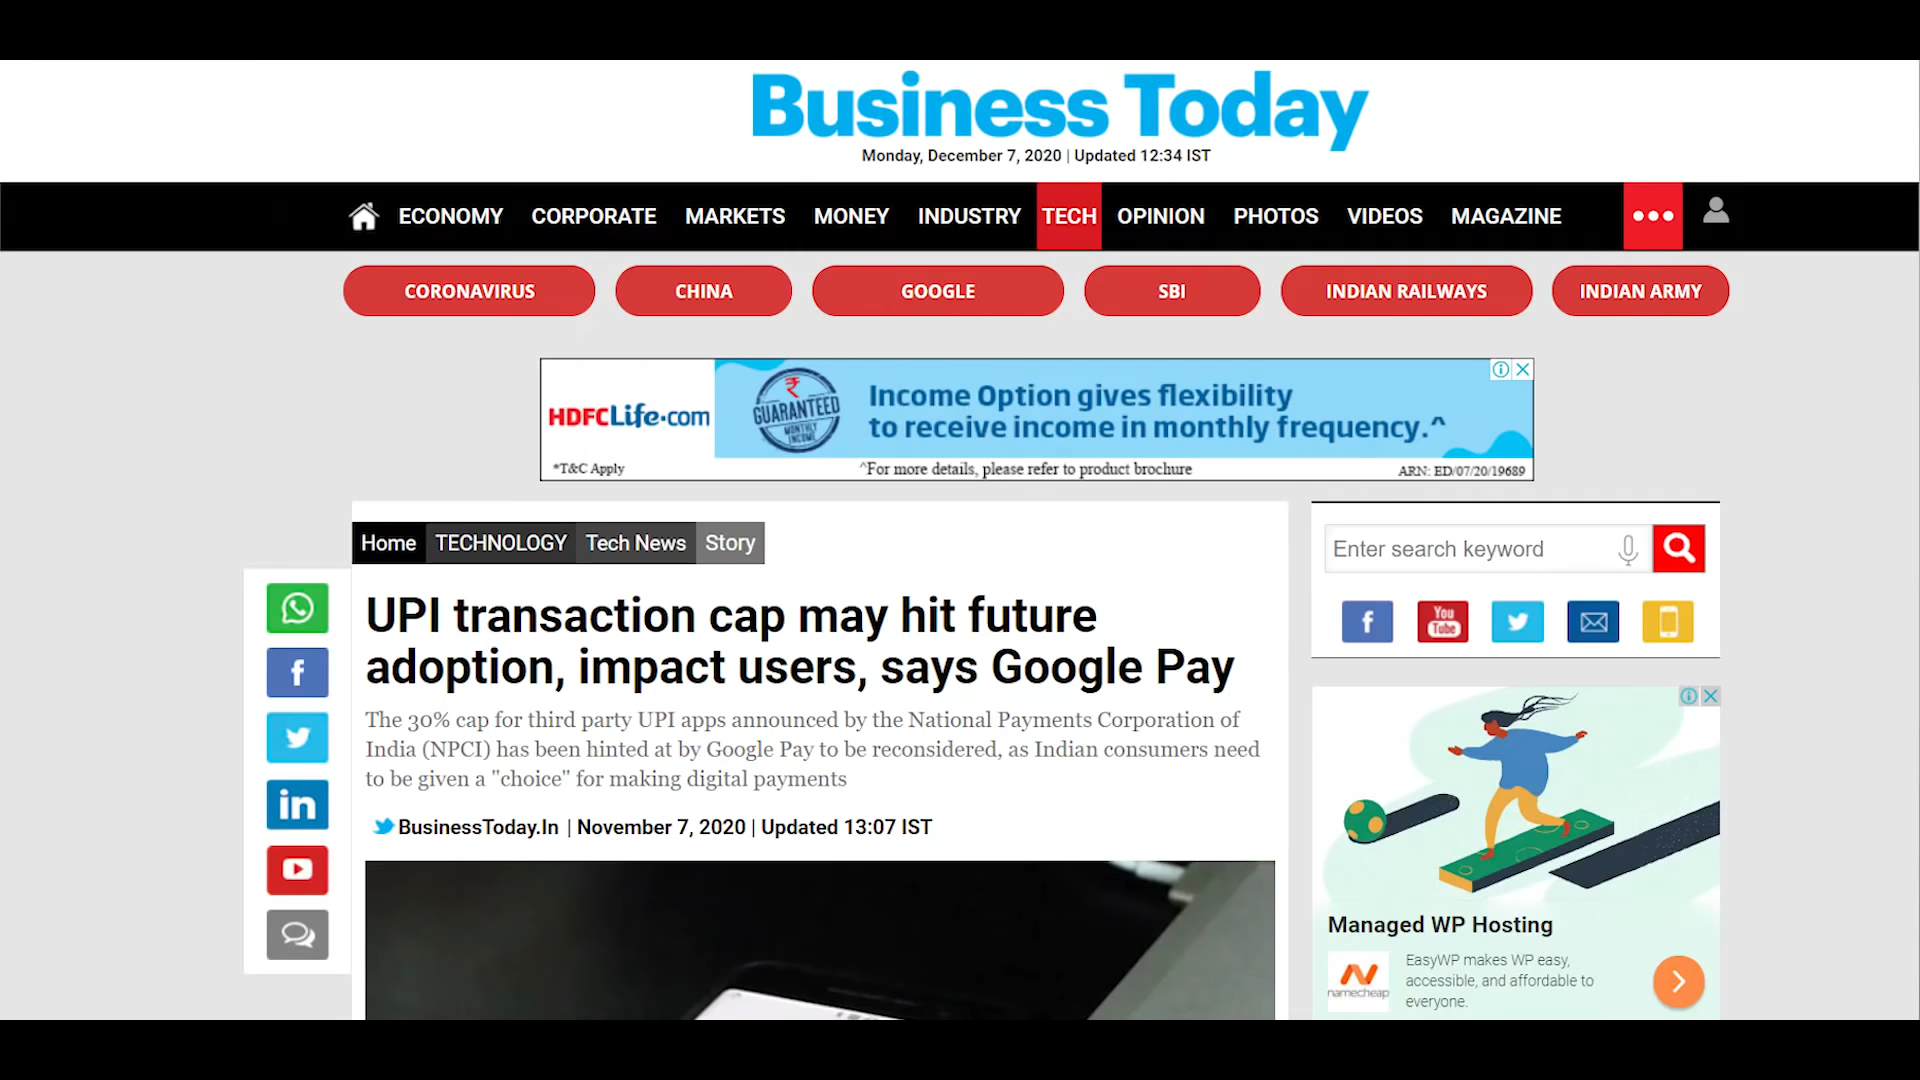 Business Today
Monday, December 7, 2020 | Updated 12:34 IST
ECONOMY CORPORATE MARKETS MONEY INDUSTRY TECH OPINION PHOTOS VIDEOS MAGAZINE
CORONAVIRUS CHINA GOOGLE SBI INDIAN RAILWAYS INDIAN ARMY
HDFC Life.com
GUARANTEED
MONTHLY
INCOME
Income Option gives flexibility
to receive income in monthly frequency.^
*T&C Apply
^For more details, please refer to product brochure
ARN: ED/07/20/19689
Home TECHNOLOGY Tech News Story
UPI transaction cap may hit future
adoption, impact users, says Google Pay
The 30% cap for third party UPI apps announced by the National Payments Corporation of
India (NPCI) has been hinted at by Google Pay to be reconsidered, as Indian consumers need
to be given a "choice" for making digital payments
BusinessToday.In | November 7, 2020 | Updated 13:07 IST
f
in
Enter search keyword
f
You
Tube
Managed WP Hosting
namecheap
EasyWP makes WP easy,
accessible, and affordable to
everyone.